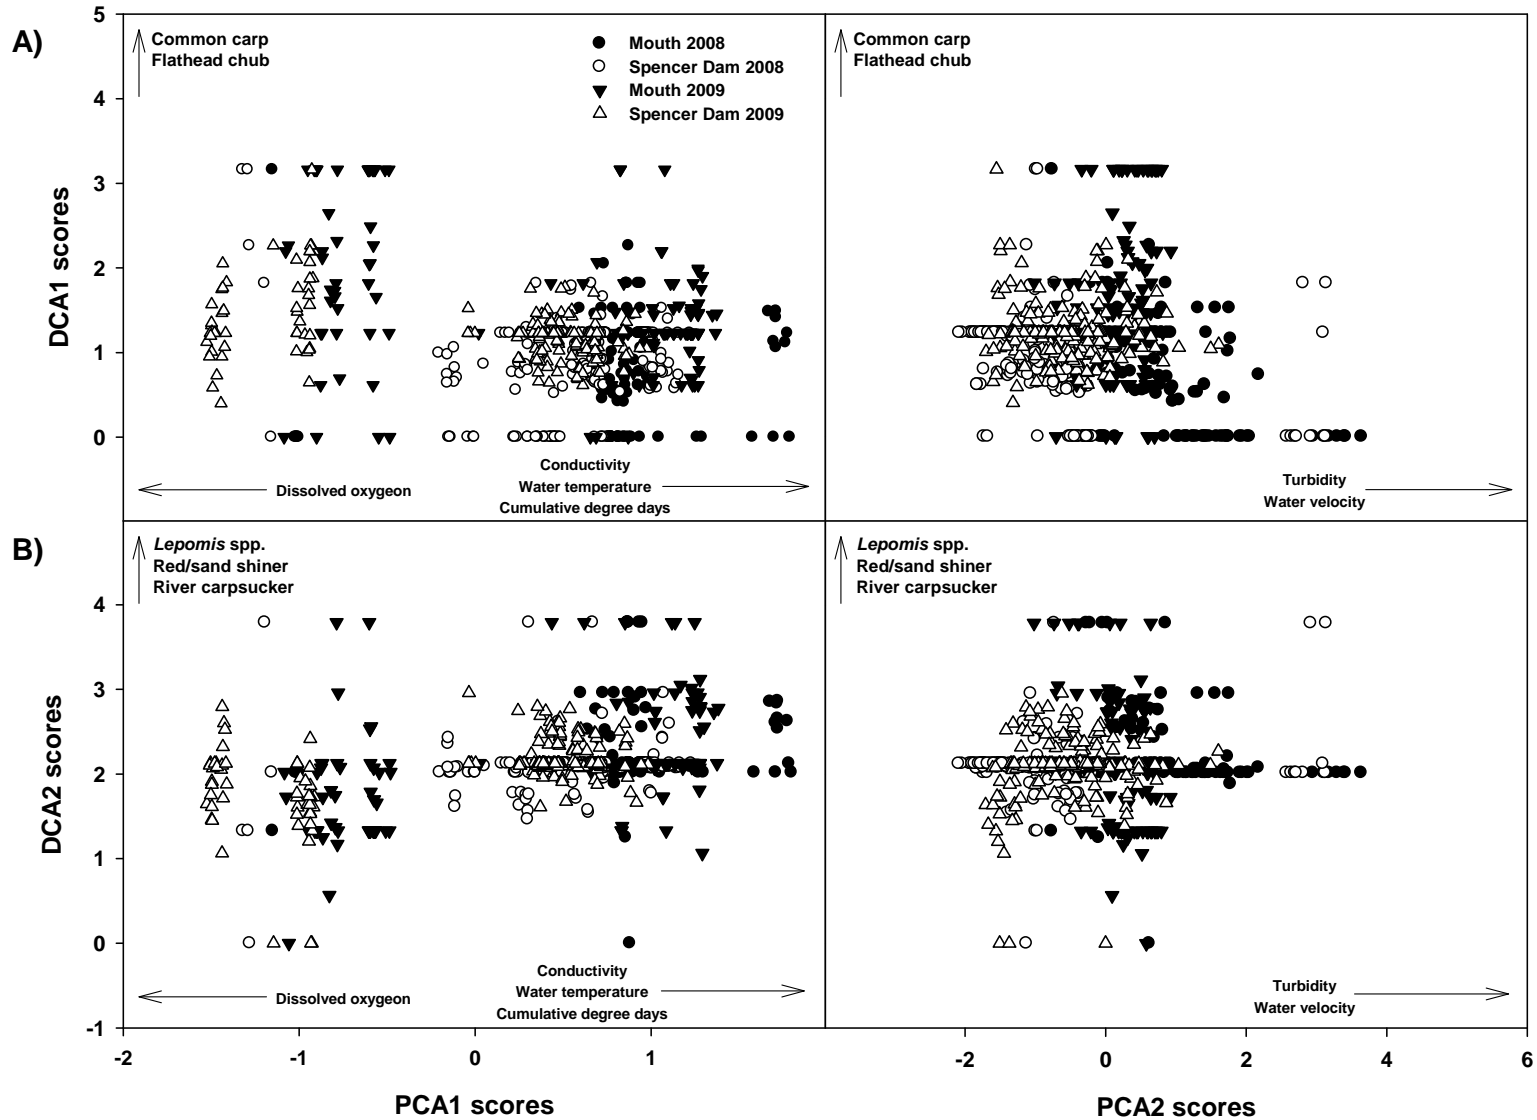 A)
Common carp
Flathead chub
Mouth 2008
Spencer Dam 2008
Mouth 2009
Spencer Dam 2009
Common carp
Flathead chub
5
4
3
2
1
0
DCA1 scores
Dissolved oxygeon
Conductivity
Water temperature
Cumulative degree days
Turbidity
Water velocity
B)
Lepomis spp.
Red/sand shiner
River carpsucker
Lepomis spp.
Red/sand shiner
River carpsucker
4
3
2
1
0
-1
DCA2 scores
Dissolved oxygeon
Conductivity
Water temperature
Cumulative degree days
Turbidity
Water velocity
-2 -1 0 1
-2 0 2 4 6
PCA1 scores
PCA2 scores